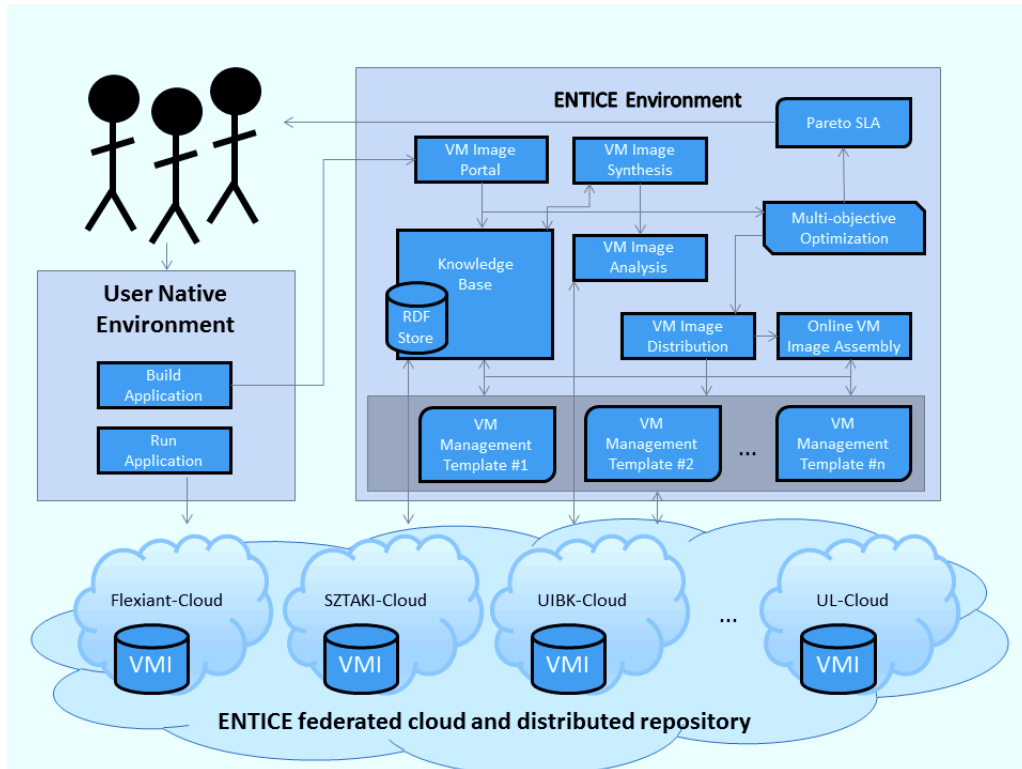 ENTICE Environment
Pareto SLA
VM Image
Portal
VM Image
Synthesis
Multi-objective
Optimization
VM Image
Analysis
Knowledge
Base
RDF
Store
User Native
Environment
VM Image
Distribution
Online VM
Image Assembly
Build
Application
Run
Application
VM
Management
Template #1
VM
Management
Template #2
...
VM
Management
Template #n
Flexiant-Cloud
VMI
SZTAKI-Cloud
VMI
UIBK-Cloud
VMI
...
UL-Cloud
VMI
ENTICE federated cloud and distributed repository